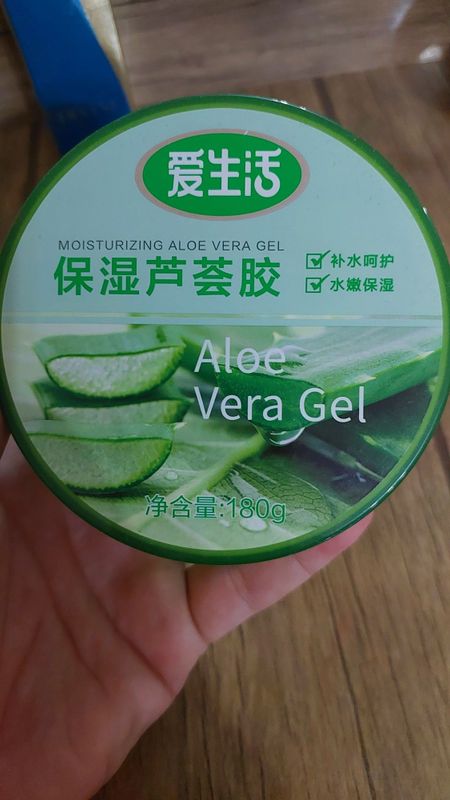 爱生活
MOISTURIZING ALOE VERA GEL
保湿芦荟胶
补水呵护
水嫩保湿
Aloe
Vera Gel
净含量:180g